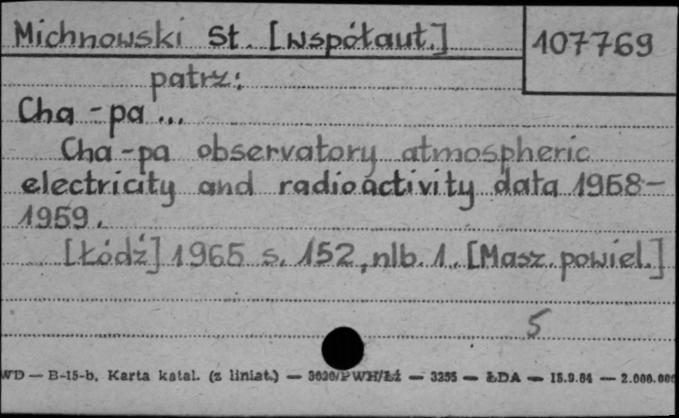 Michnowski St. [współaut.]
107769
patrz:
Cha-pa...
Cha-pa observatory atmospheric
electricity and radioactivity data 1958-
1959.
[Łódź] 1965 s. 152, nlb. 1. [Masz. powiel.]
5
WD — B-15-b. Karta katal. (z liniat.) — 3030/PWH/Łź — 3255 — ŁDA — 15.9.64 — 2.000.000